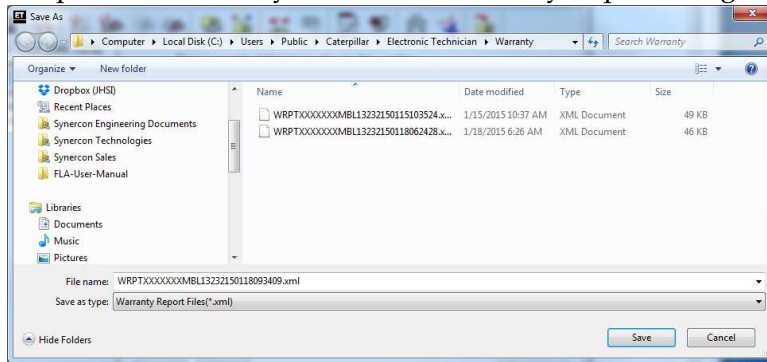 Save As
Computer ▸ Local Disk (C:) ▸ Users ▸ Public ▸ Caterpillar ▸ Electronic Technician ▸ Warranty
Search Warranty
Organize ▾ New folder
Name Date modified Type Size
Dropbox (JHSI)
Recent Places
Synercon Engineering Documents
Synercon Technologies
Synercon Sales
FLA-User-Manual
Libraries
Documents
Music
Pictures
WRPTXXXXXXXMBL13232150115103524.x... 1/15/2015 10:37 AM XML Document 49 KB
WRPTXXXXXXXMBL13232150118062428.x... 1/18/2015 6:26 AM XML Document 46 KB
File name: WRPTXXXXXXXMBL13232150118093409.xml
Save as type: Warranty Report Files(*.xml)
Hide Folders
Save Cancel